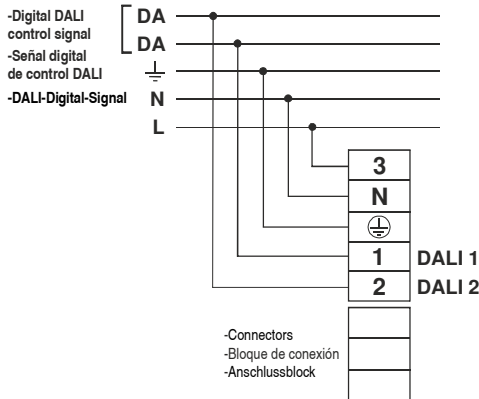 -Digital DALI
control signal
-Señal digital
de control DALI
-DALI-Digital-Signal
DA
DA
N
L
3
N
1 DALI 1
2 DALI 2
-Connectors
-Bloque de conexión
-Anschlussblock